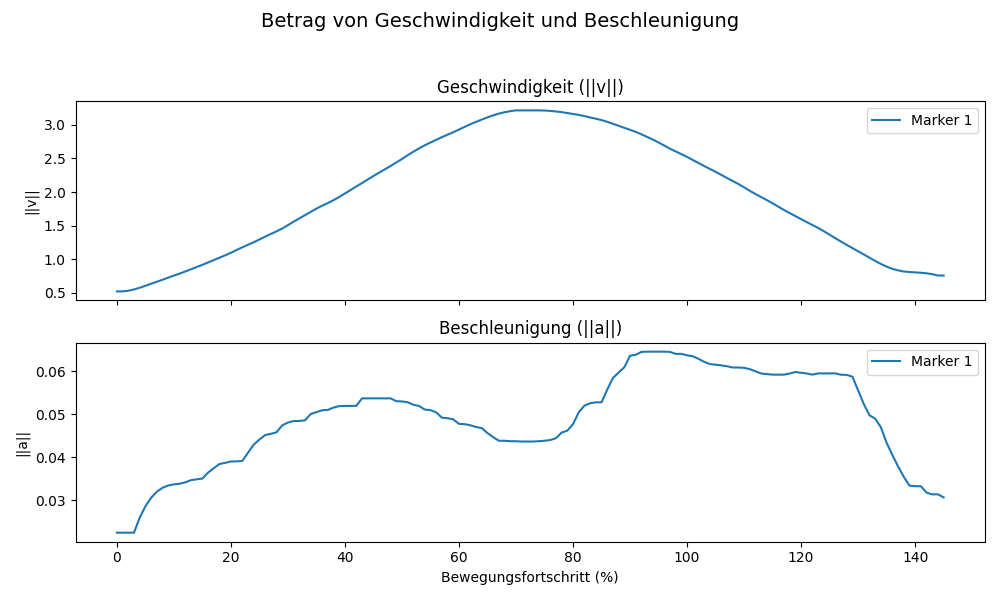 Betrag von Geschwindigkeit und Beschleunigung
Geschwindigkeit (||v||)
Marker 1
3.0
2.5
2.0
1.5
1.0
0.5
||v||
Beschleunigung (||a||)
Marker 1
0.06
0.05
0.04
0.03
||a||
0 20 40 60 80 100 120 140
Bewegungsfortschritt (%)